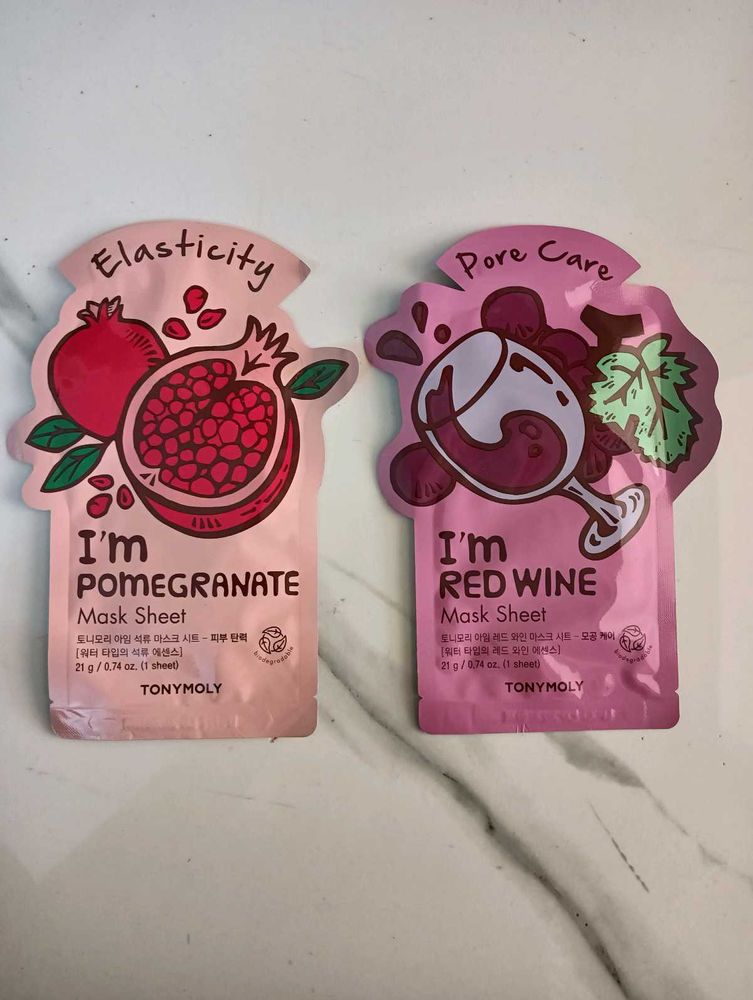 Elasticity
I'm
POMEGRANATE
Mask Sheet
토니모리 아임 석류 마스크 시트 – 피부 탄력
[워터 타입의 석류 에센스]
21 g / 0.74 oz. (1 sheet)
biodegradable
TONYMOLY
Pore Care
I'm
RED WINE
Mask Sheet
토니모리 아임 레드 와인 마스크 시트 – 모공 케어
[워터 타입의 레드 와인 에센스]
21 g / 0.74 oz. (1 sheet)
biodegradable
TONYMOLY